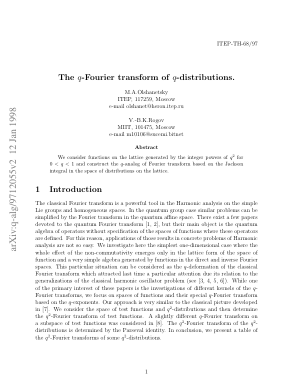 ITEP-TH-68/97
The q-Fourier transform of q-distributions.
M.A.Olshanetsky
ITEP, 117259, Moscow
e-mail olshanet@heron.itep.ru
V.-B.K.Rogov
MIIT, 101475, Moscow
e-mail m10106@sucemi.bitnet
Abstract
We consider functions on the lattice generated by the integer powers of q² for
0 < q < 1 and construct the q-analog of Fourier transform based on the Jackson
integral in the space of distributions on the lattice.
1 Introduction
The classical Fourier transform is a powerful tool in the Harmonic analysis on the simple
Lie groups and homogeneous spaces. In the quantum group case similar problems can be
simplified by the Fourier transform in the quantum affine space. There exist a few papers
devoted to the quantum Fourier transform [1, 2], but their main object is the quantum
algebra of operators without specification of the spaces of functions where these operators
are defined. For this reason, applications of these results in concrete problems of Harmonic
analysis are not so easy. We investigate here the simplest one-dimensional case where the
whole effect of the non-commutativity emerges only in the lattice form of the space of
function and a very simple algebra generated by functions in the direct and inverse Fourier
spaces. This particular situation can be considered as the q-deformation of the classical
Fourier transform which attracted last time a particular attention due its relation to the
generalizations of the classical harmonic oscillator problem (see [3, 4, 5, 6]). While one
of the primary interest of these papers is the investigations of different kernels of the q-
Fourier transforms, we focus on spaces of functions and their special q-Fourier transform
based on the q-exponents. Our approach is very similar to the classical picture developed
in [7]. We consider the space of test functions and q²-distributions and then determine
the q²-Fourier transform of test functions. A slightly different q-Fourier transform on
a subspace of test functions was considered in [8]. The q²-Fourier transform of the q²-
distributions is determined by the Parseval identity. In conclusion, we present a table of
the q²-Fourier transforms of some q²-distributions.
1
arXiv:q-alg/9712055v2 12 Jan 1998